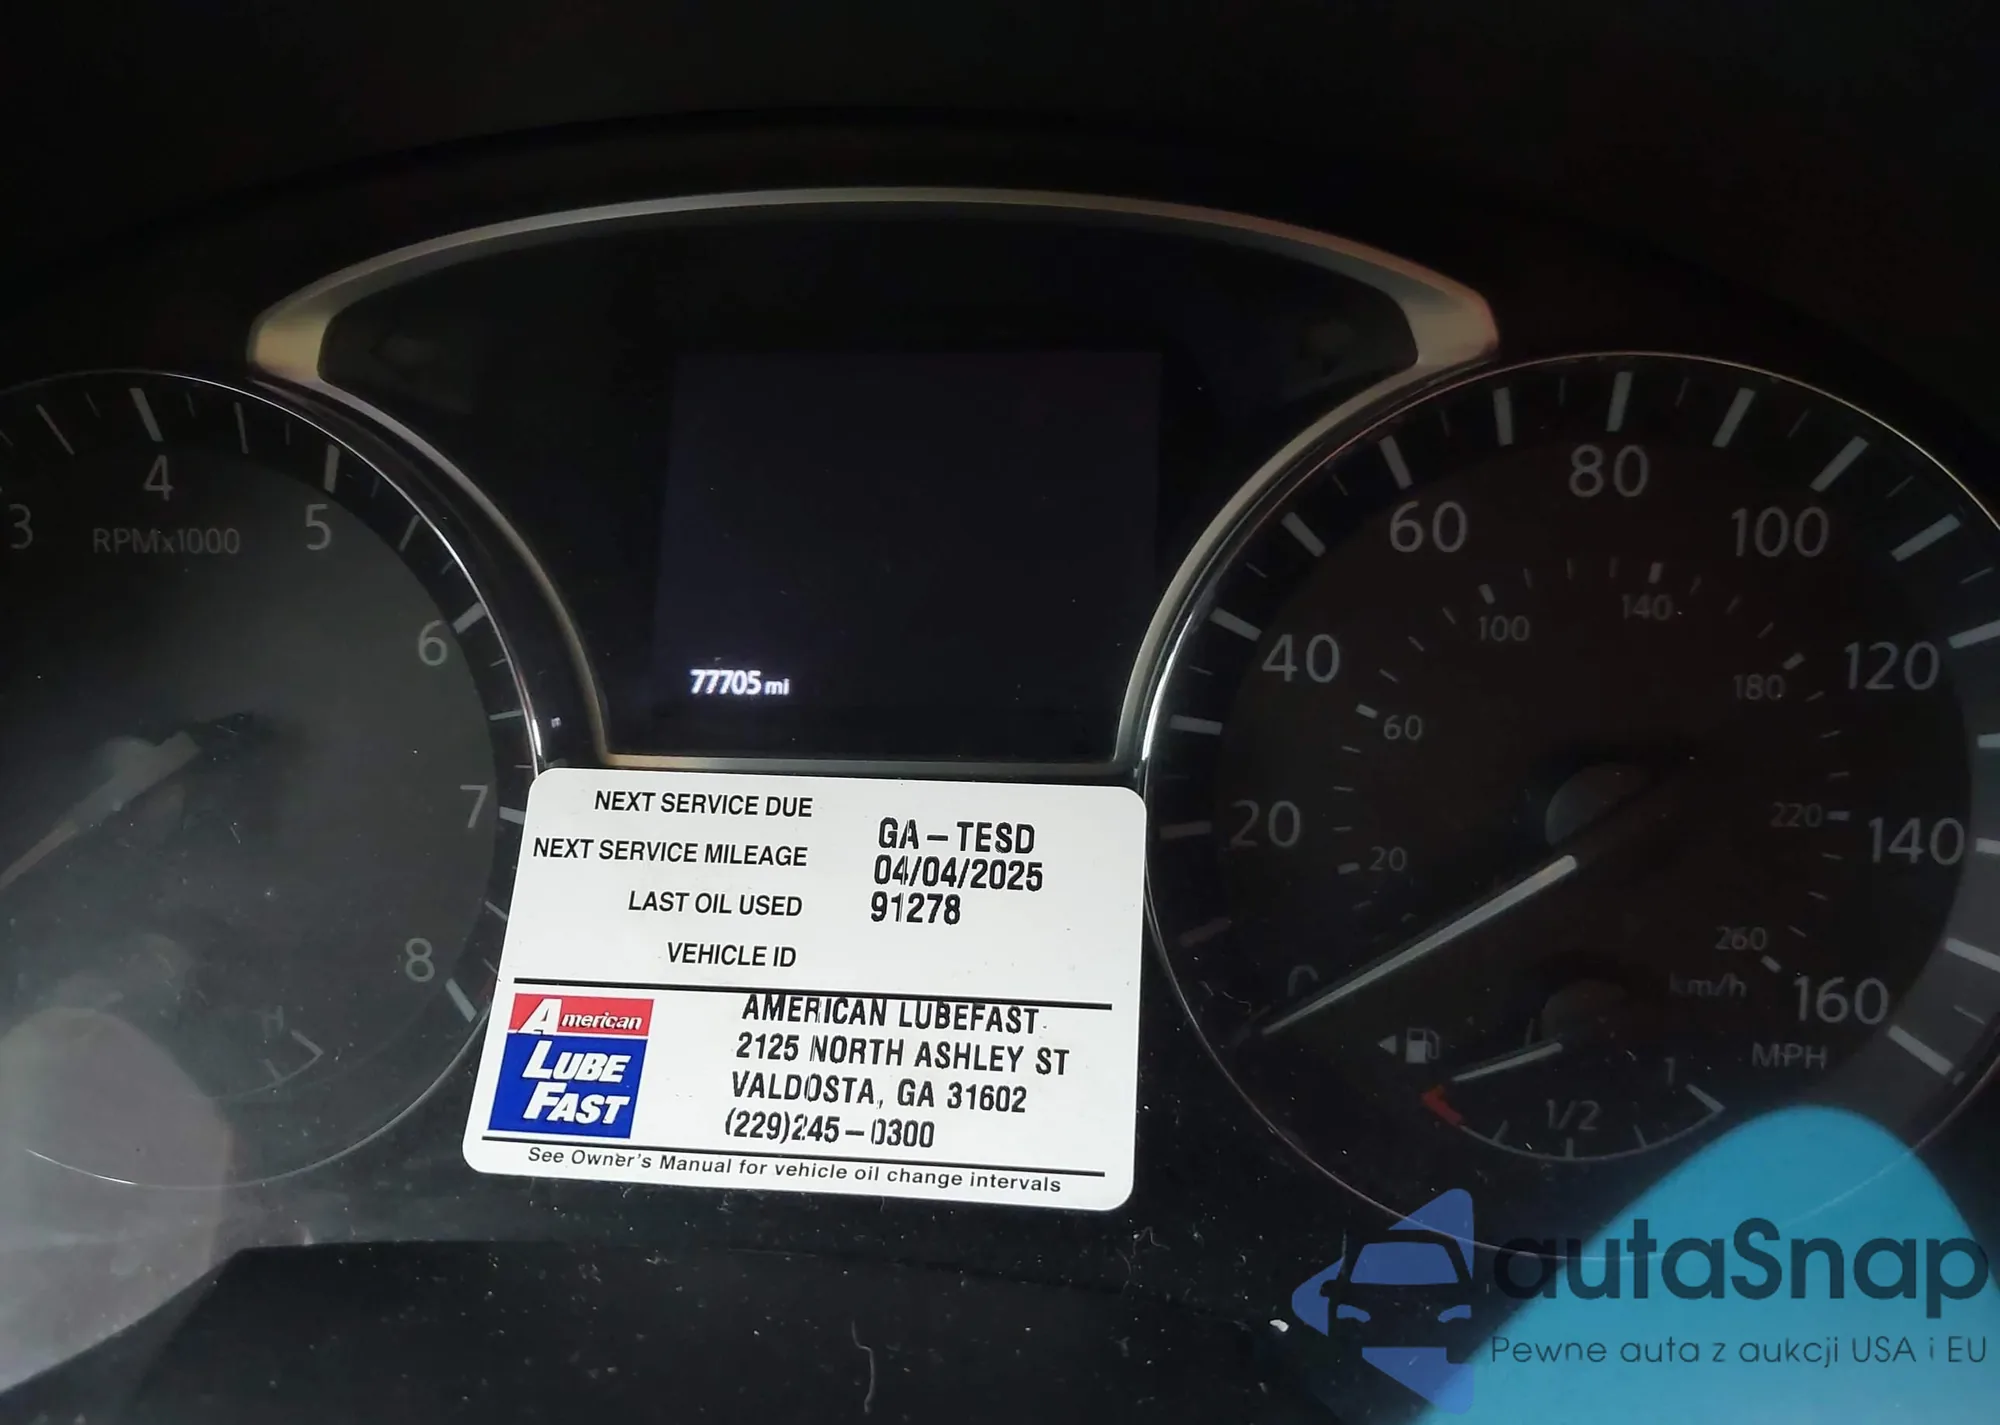 3
4
5
6
7
8
RPMx1000
H
77705 mi
20
40
60
80
100
120
140
160
MPH
20
60
100
140
180
220
260
km/h
1/2
1
NEXT SERVICE DUE
GA-TESD
NEXT SERVICE MILEAGE
04/04/2025
LAST OIL USED
91278
VEHICLE ID
American
LUBE
FAST
AMERICAN LUBEFAST
2125 NORTH ASHLEY ST
VALDOSTA, GA 31602
(229)245-0300
See Owner's Manual for vehicle oil change intervals
autaSnap
Pewne auta z aukcji USA i EU